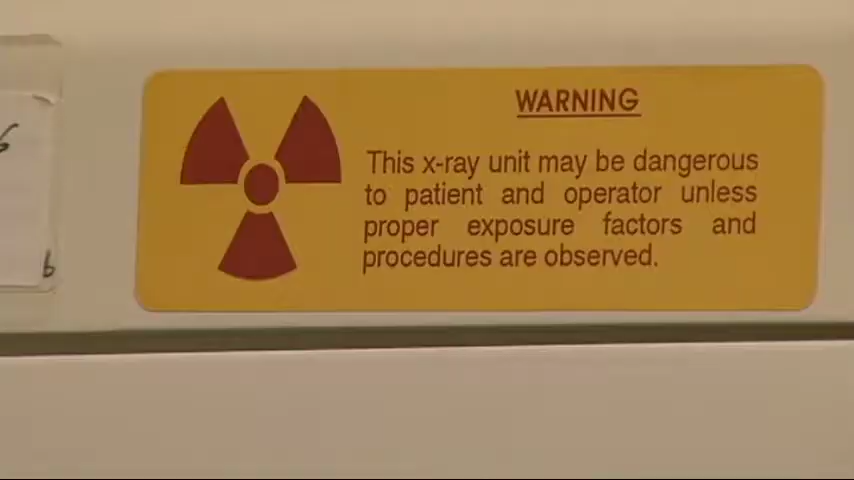 WARNING
This x-ray unit may be dangerous
to patient and operator unless
proper exposure factors and
procedures are observed.
b